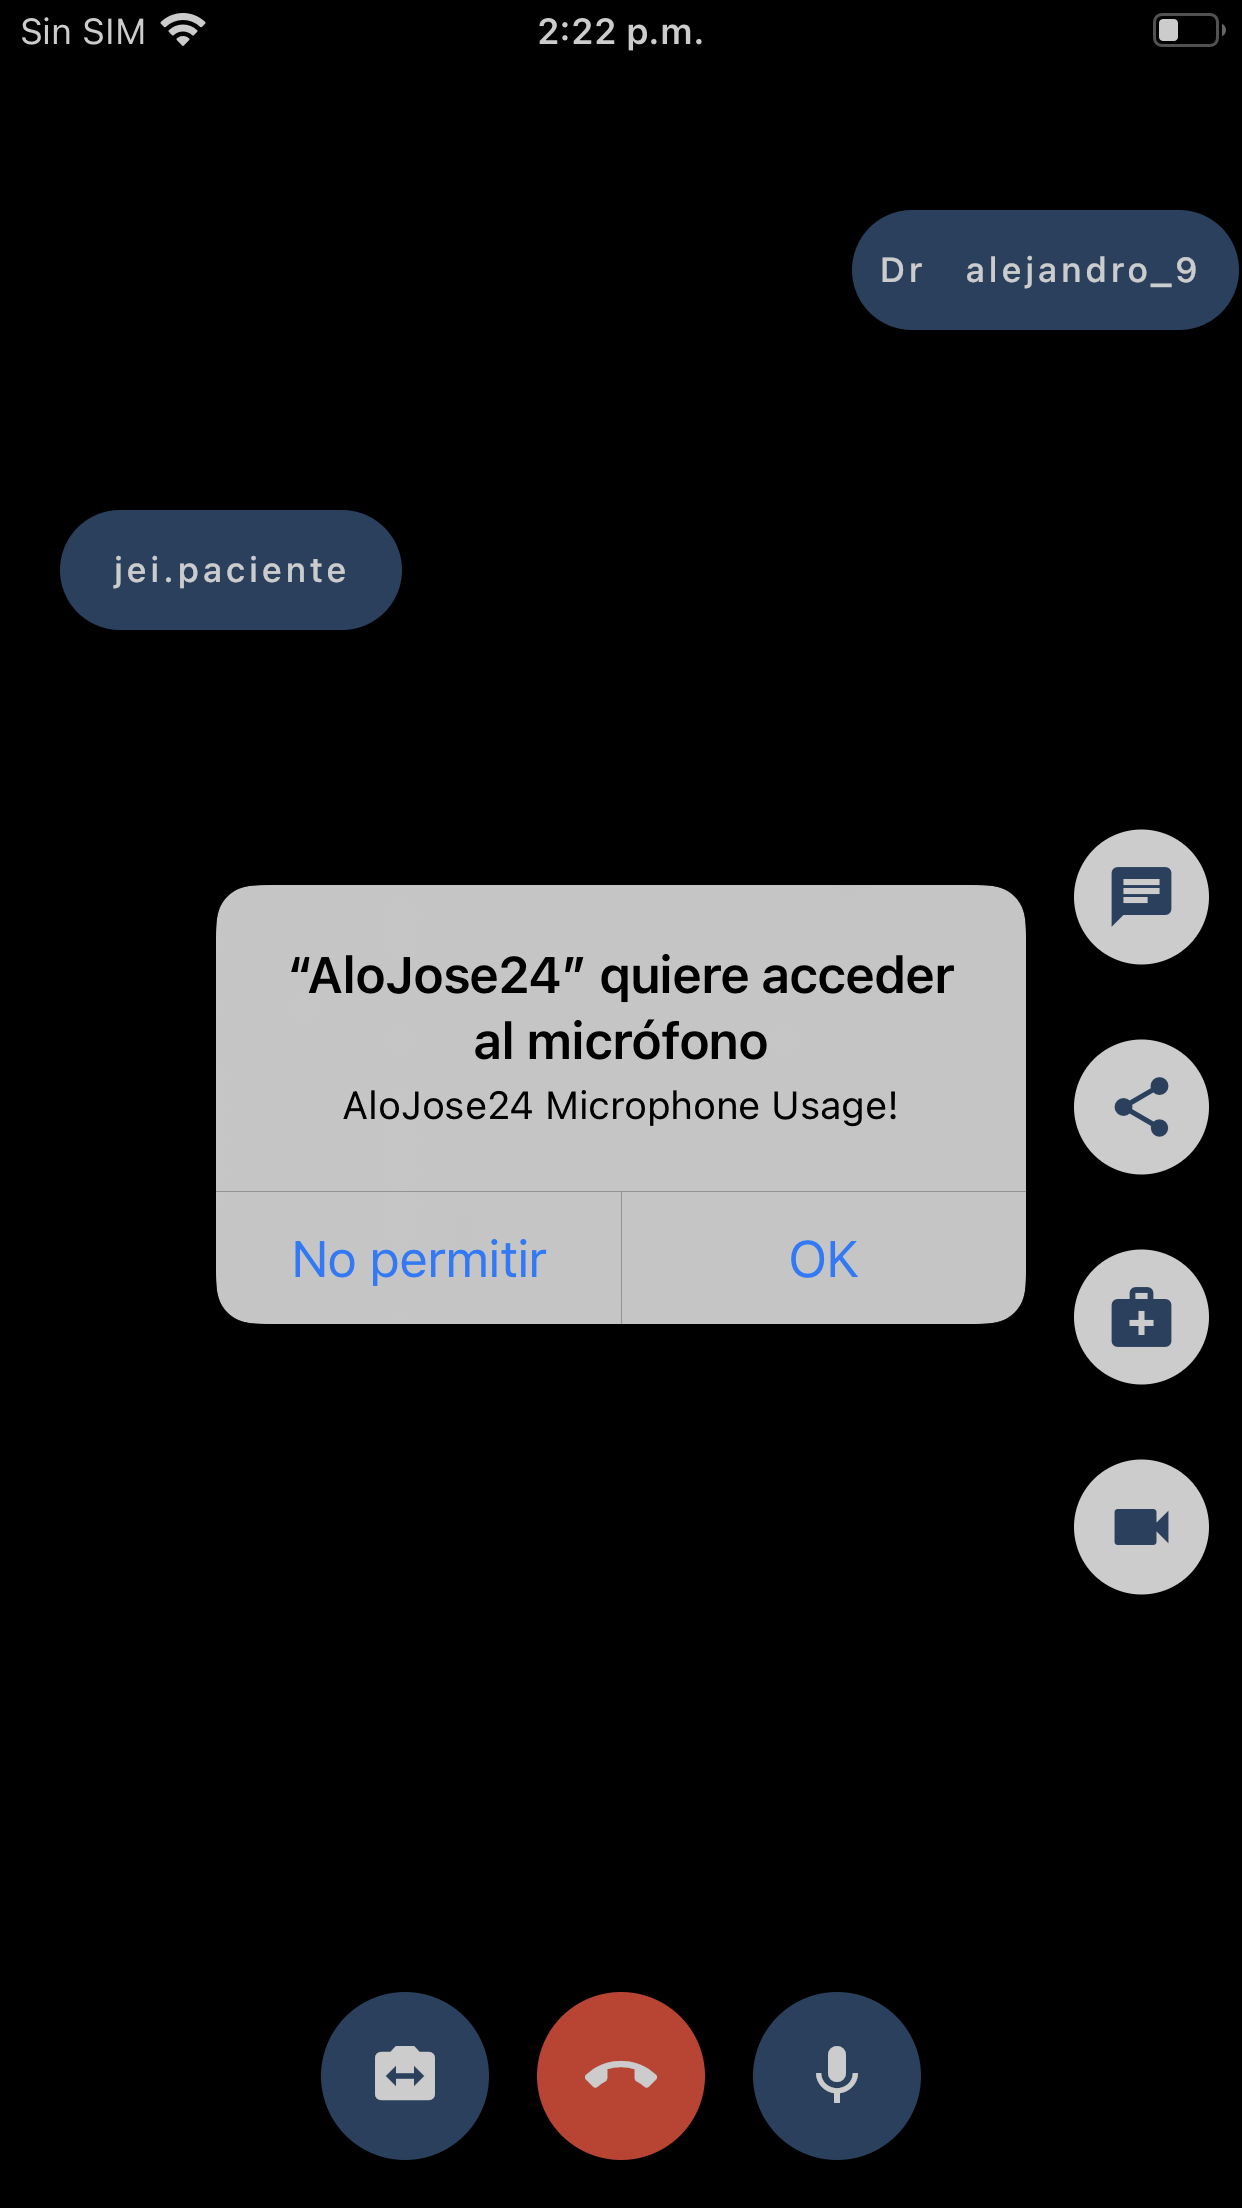 Sin SIM
2:22 p.m.
Dr alejandro_9
jei.paciente
“AloJose24” quiere acceder
al micrófono
AloJose24 Microphone Usage!
No permitir
OK